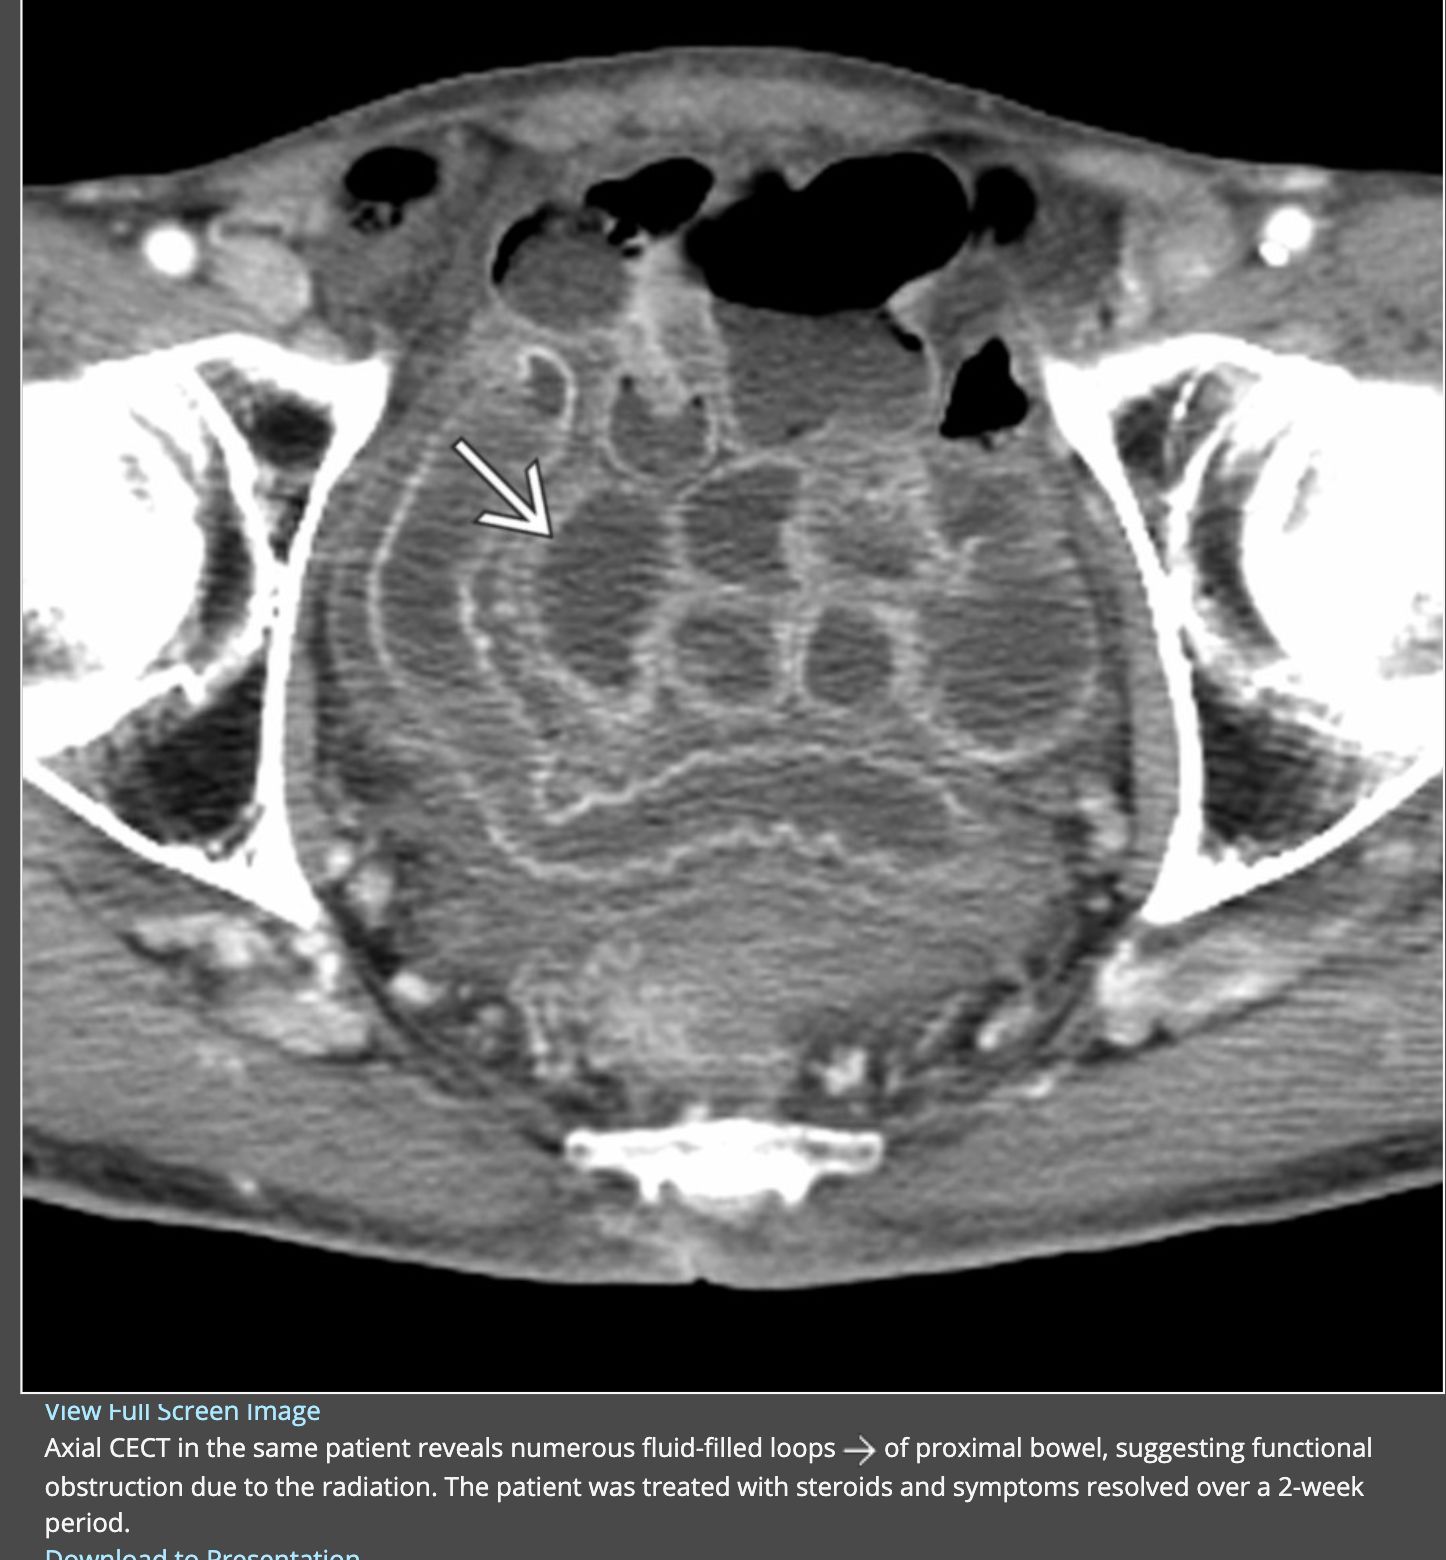 View Full Screen Image
Axial CECT in the same patient reveals numerous fluid-filled loops → of proximal bowel, suggesting functional
obstruction due to the radiation. The patient was treated with steroids and symptoms resolved over a 2-week
period.
Download to Presentation